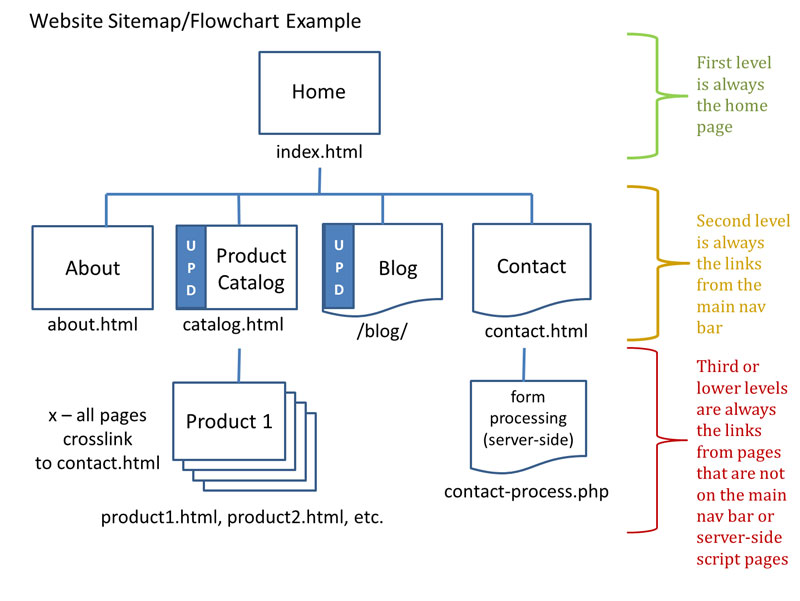 Website Sitemap/Flowchart Example
Home
index.html
First level
is always
the home
page
About
about.html
U
P
D
Product
Catalog
catalog.html
U
P
D
Blog
/blog/
Contact
contact.html
Second level
is always
the links
from the
main nav
bar
x – all pages
crosslink
to contact.html
Product 1
product1.html, product2.html, etc.
form
processing
(server-side)
contact-process.php
Third or
lower levels
are always
the links
from pages
that are not
on the main
nav bar or
server-side
script pages